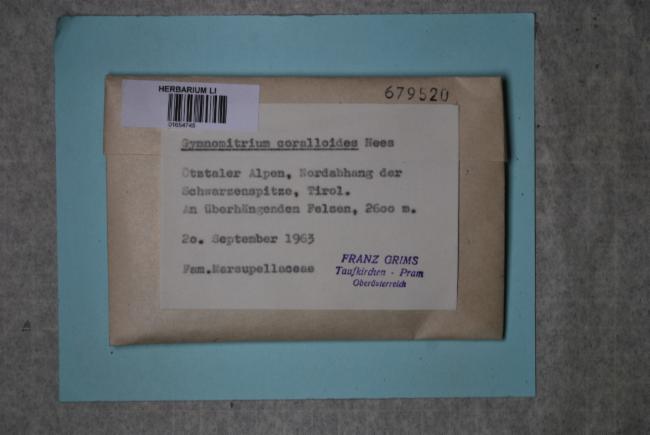 HERBARIUM LI
01654745
679520
Gymnomitrium coralloides Nees
Ötztaler Alpen, Nordabhang der
Schwarzenspitze, Tirol.
An überhängenden Felsen, 2600 m.
20. September 1963
Fam.Marsupellaceae
FRANZ GRIMS
Taufkirchen - Pram
Oberösterreich